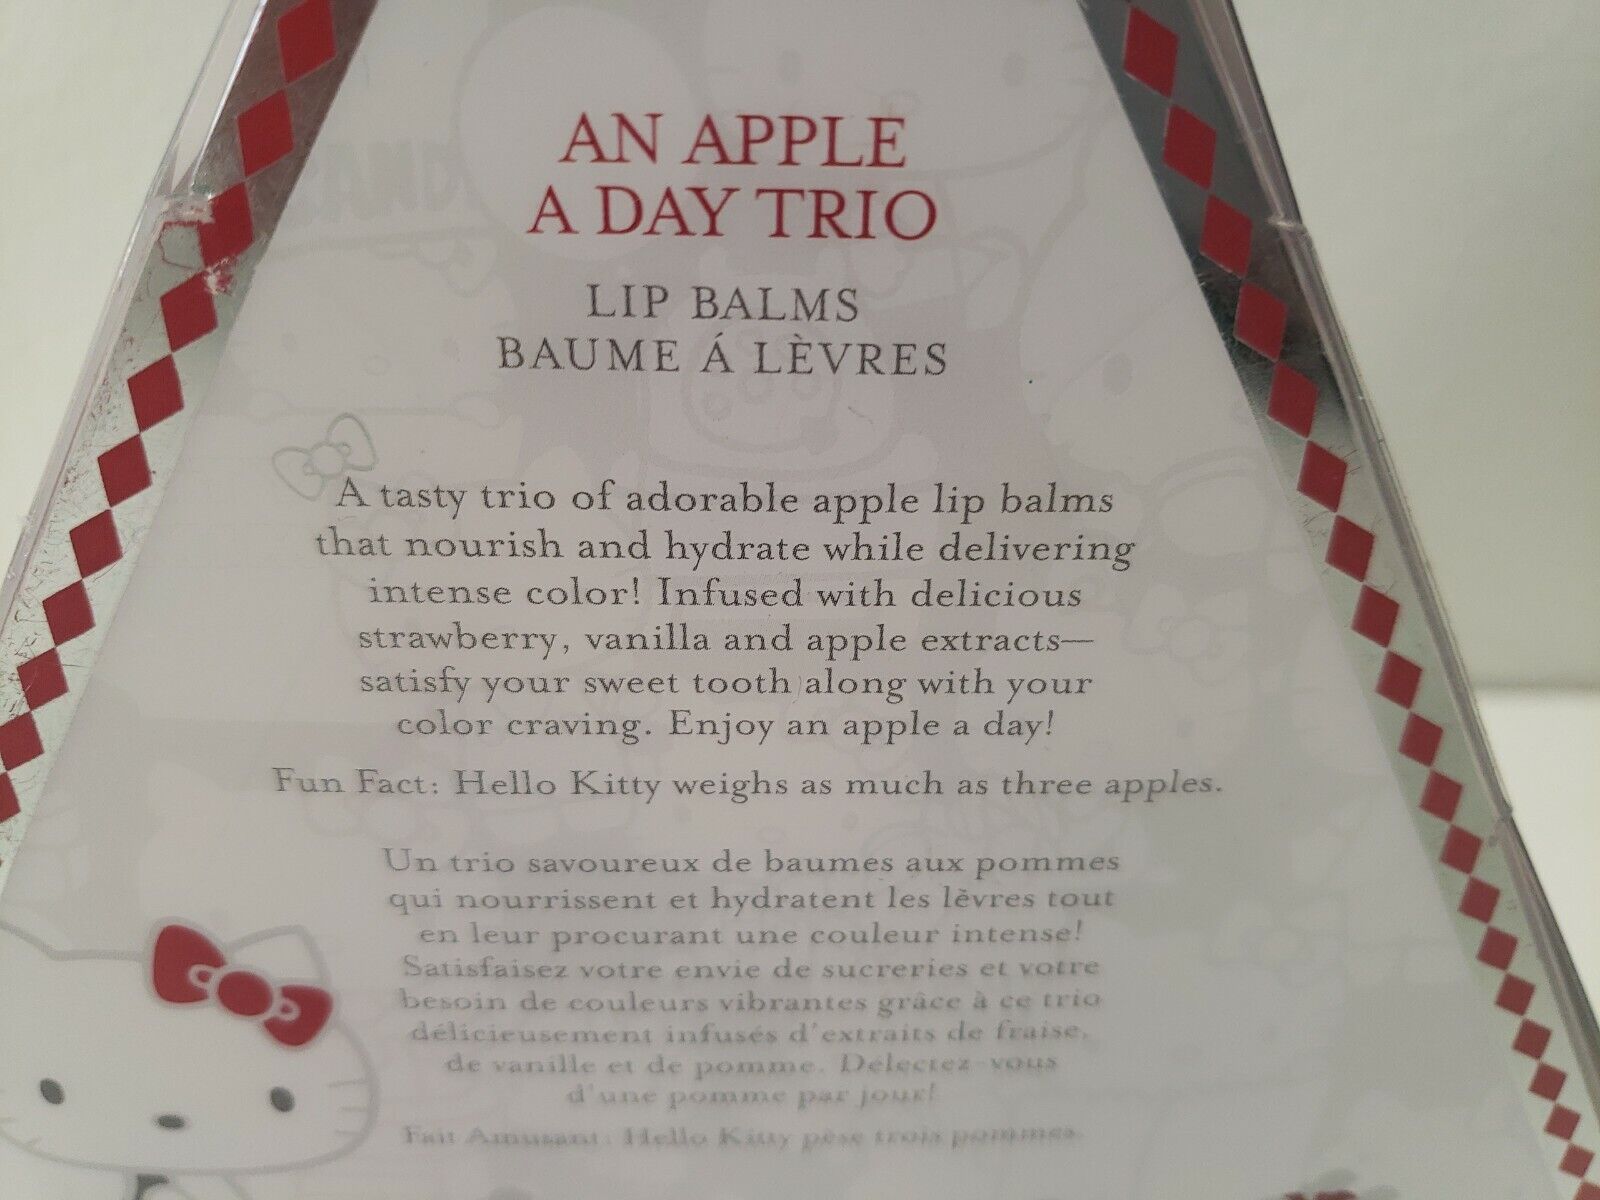 AN APPLE
A DAY TRIO
LIP BALMS
BAUME Á LÈVRES
A tasty trio of adorable apple lip balms
that nourish and hydrate while delivering
intense color! Infused with delicious
strawberry, vanilla and apple extracts—
satisfy your sweet tooth along with your
color craving. Enjoy an apple a day!
Fun Fact: Hello Kitty weighs as much as three apples.
Un trio savoureux de baumes aux pommes
qui nourrissent et hydratent les lèvres tout
en leur procurant une couleur intense!
Satisfaisez votre envie de sucreries et votre
besoin de couleurs vibrantes grâce à ce trio
délicieusement infusés d'extraits de fraise,
de vanille et de pomme. Délectez-vous
d'une pomme par jour!
Fait Amusant: Hello Kitty pèse trois pommes.